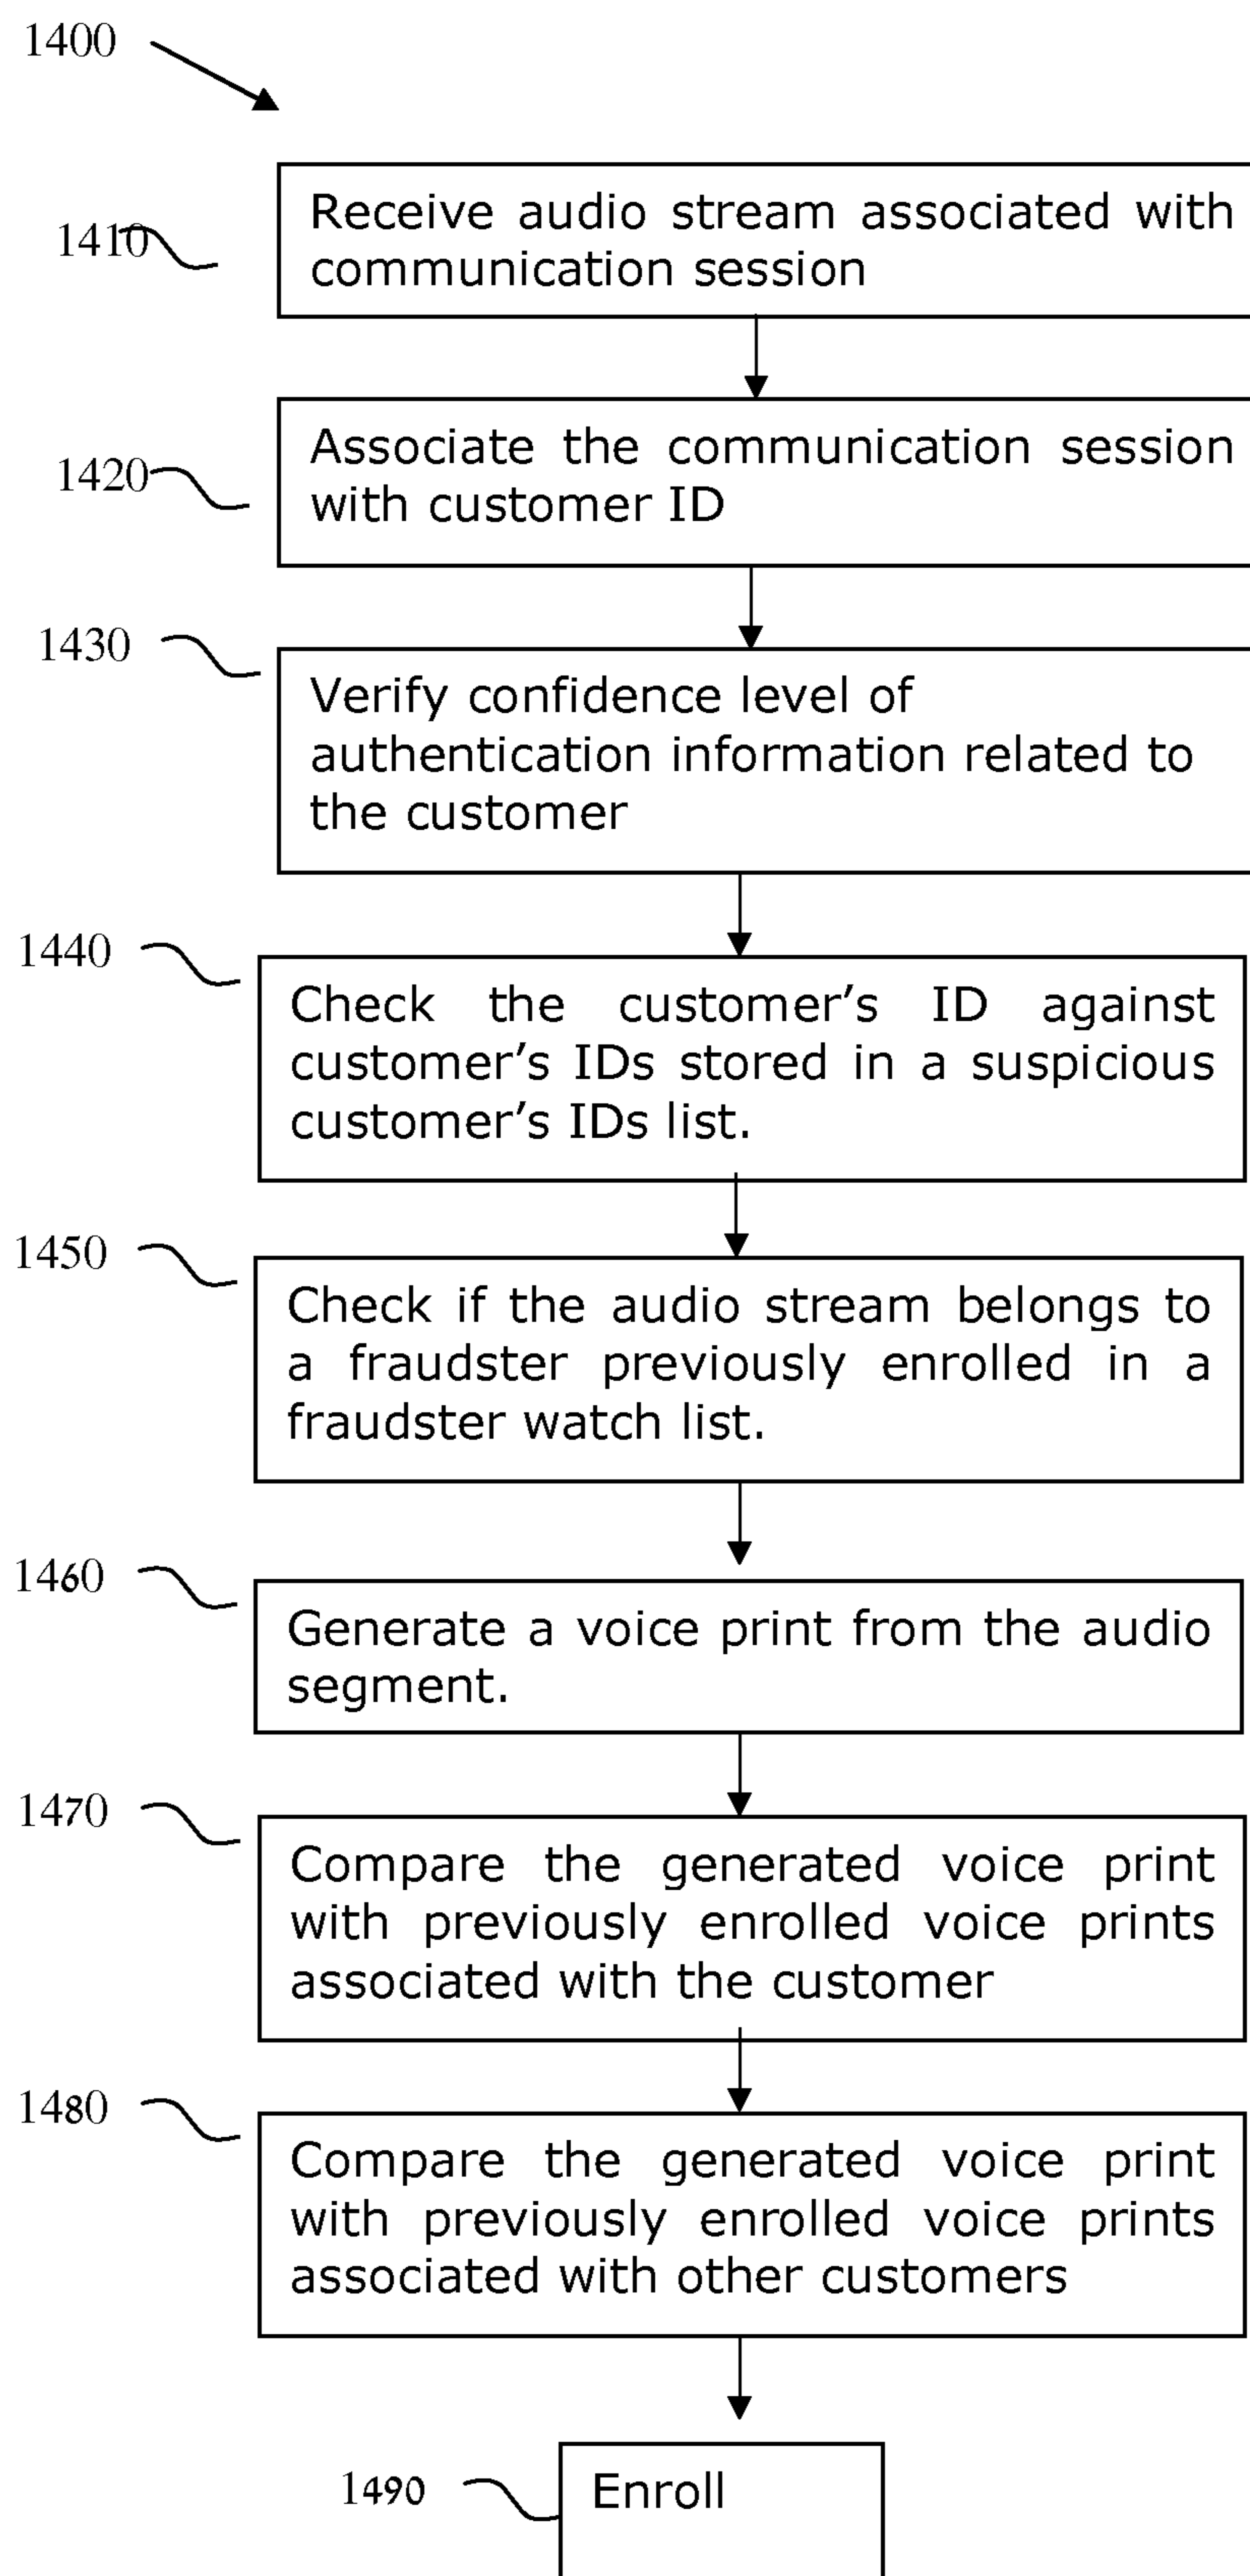 1400
1410
Receive audio stream associated with
communication session
1420
Associate the communication session
with customer ID
1430
Verify confidence level of
authentication information related to
the customer
1440
Check the customer’s ID against
customer’s IDs stored in a suspicious
customer’s IDs list.
1450
Check if the audio stream belongs to
a fraudster previously enrolled in a
fraudster watch list.
1460
Generate a voice print from the audio
segment.
1470
Compare the generated voice print
with previously enrolled voice prints
associated with the customer
1480
Compare the generated voice print
with previously enrolled voice prints
associated with other customers
1490
Enroll